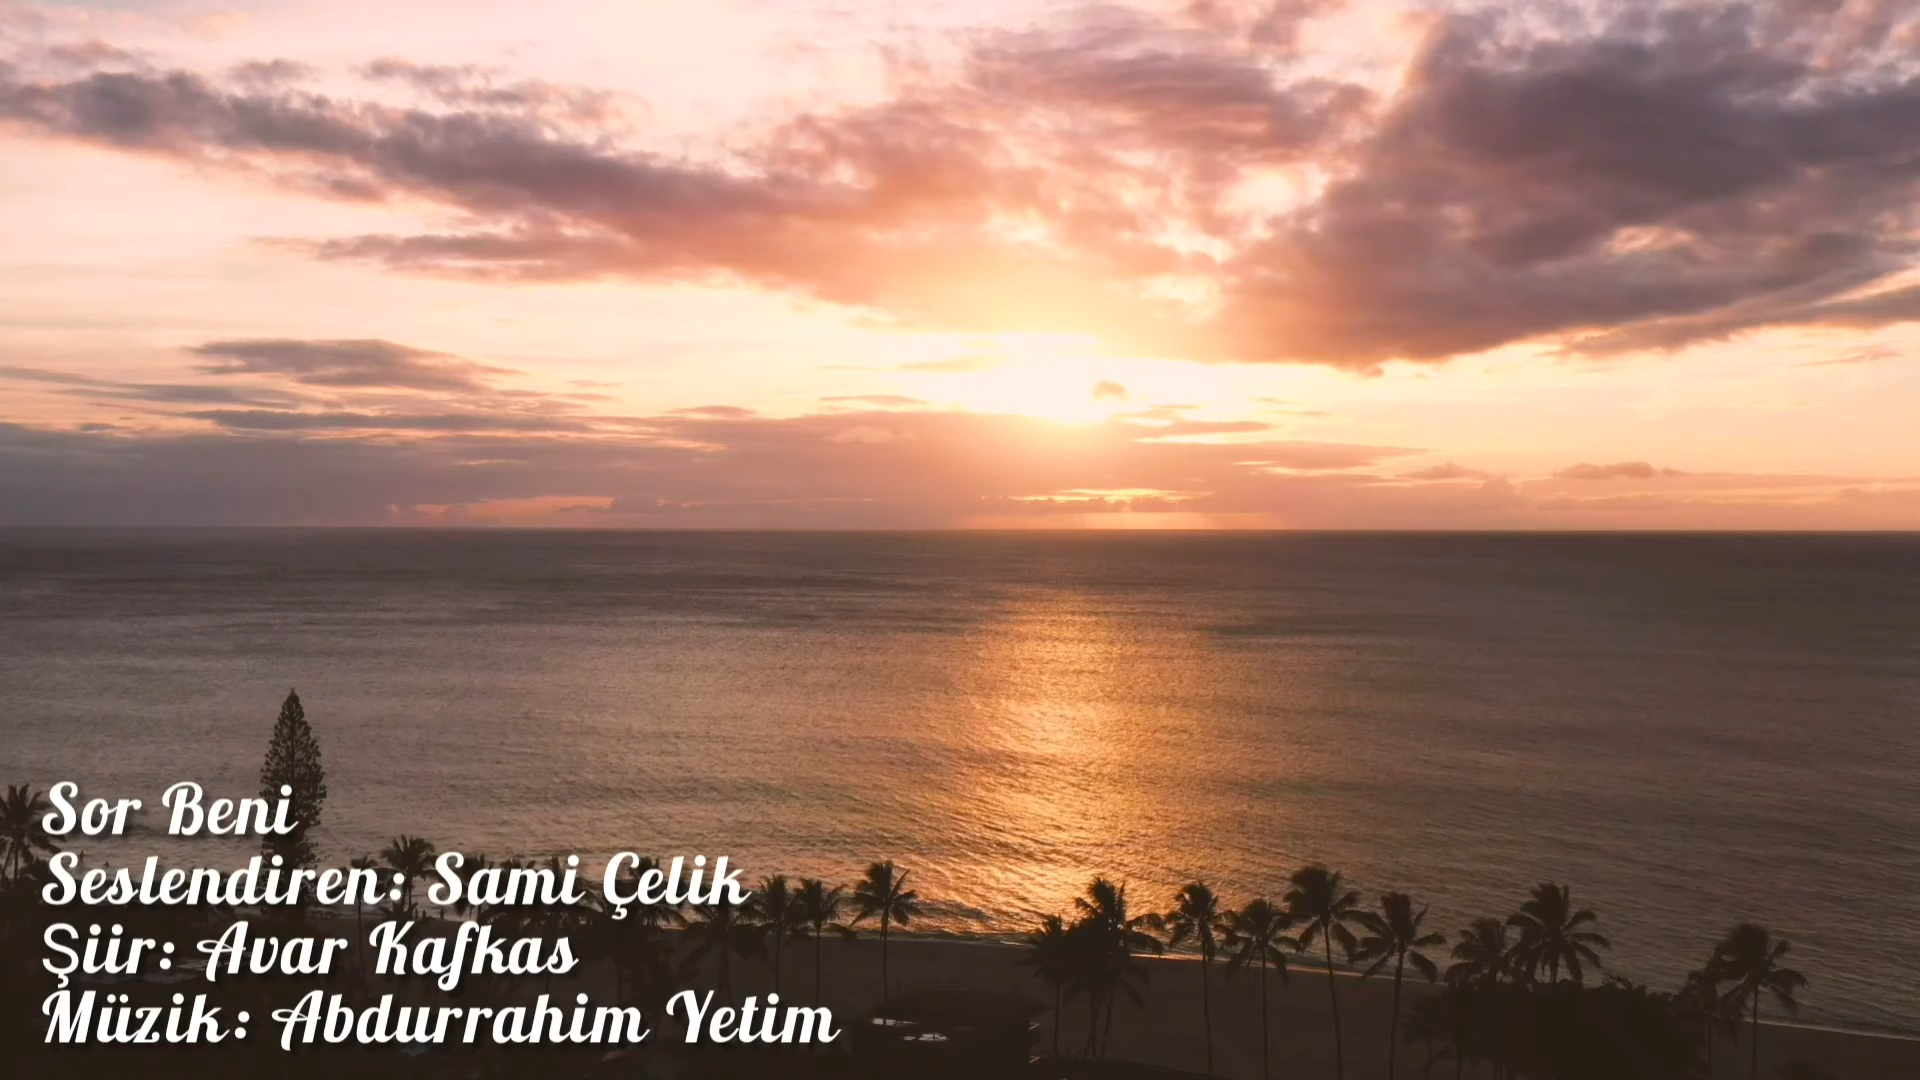 Sor Beni
Seslendiren: Sami Çelik
Şiir: Avar Kafkas
Müzik: Abdurrahim Yetim